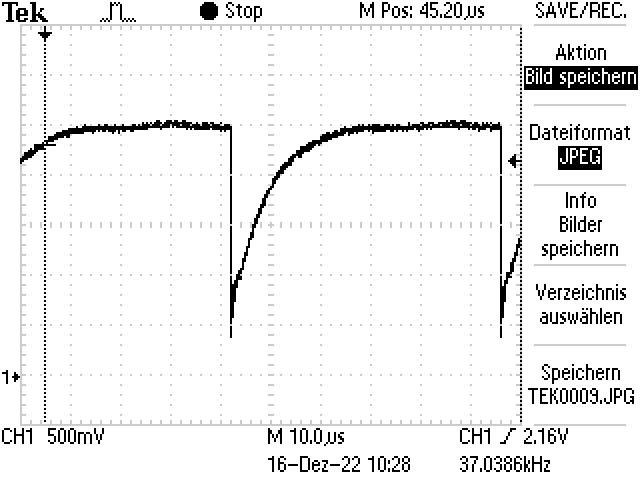 Tek
Stop
M Pos: 45.20µs
SAVE/REC.
Aktion
Bild speichern
Dateiformat
JPEG
Info
Bilder
speichern
Verzeichnis
auswählen
Speichern
TEK0009.JPG
1
CH1 500mV
M 10.0µs
CH1 2.16V
16-Dez-22 10:28
37.0386kHz